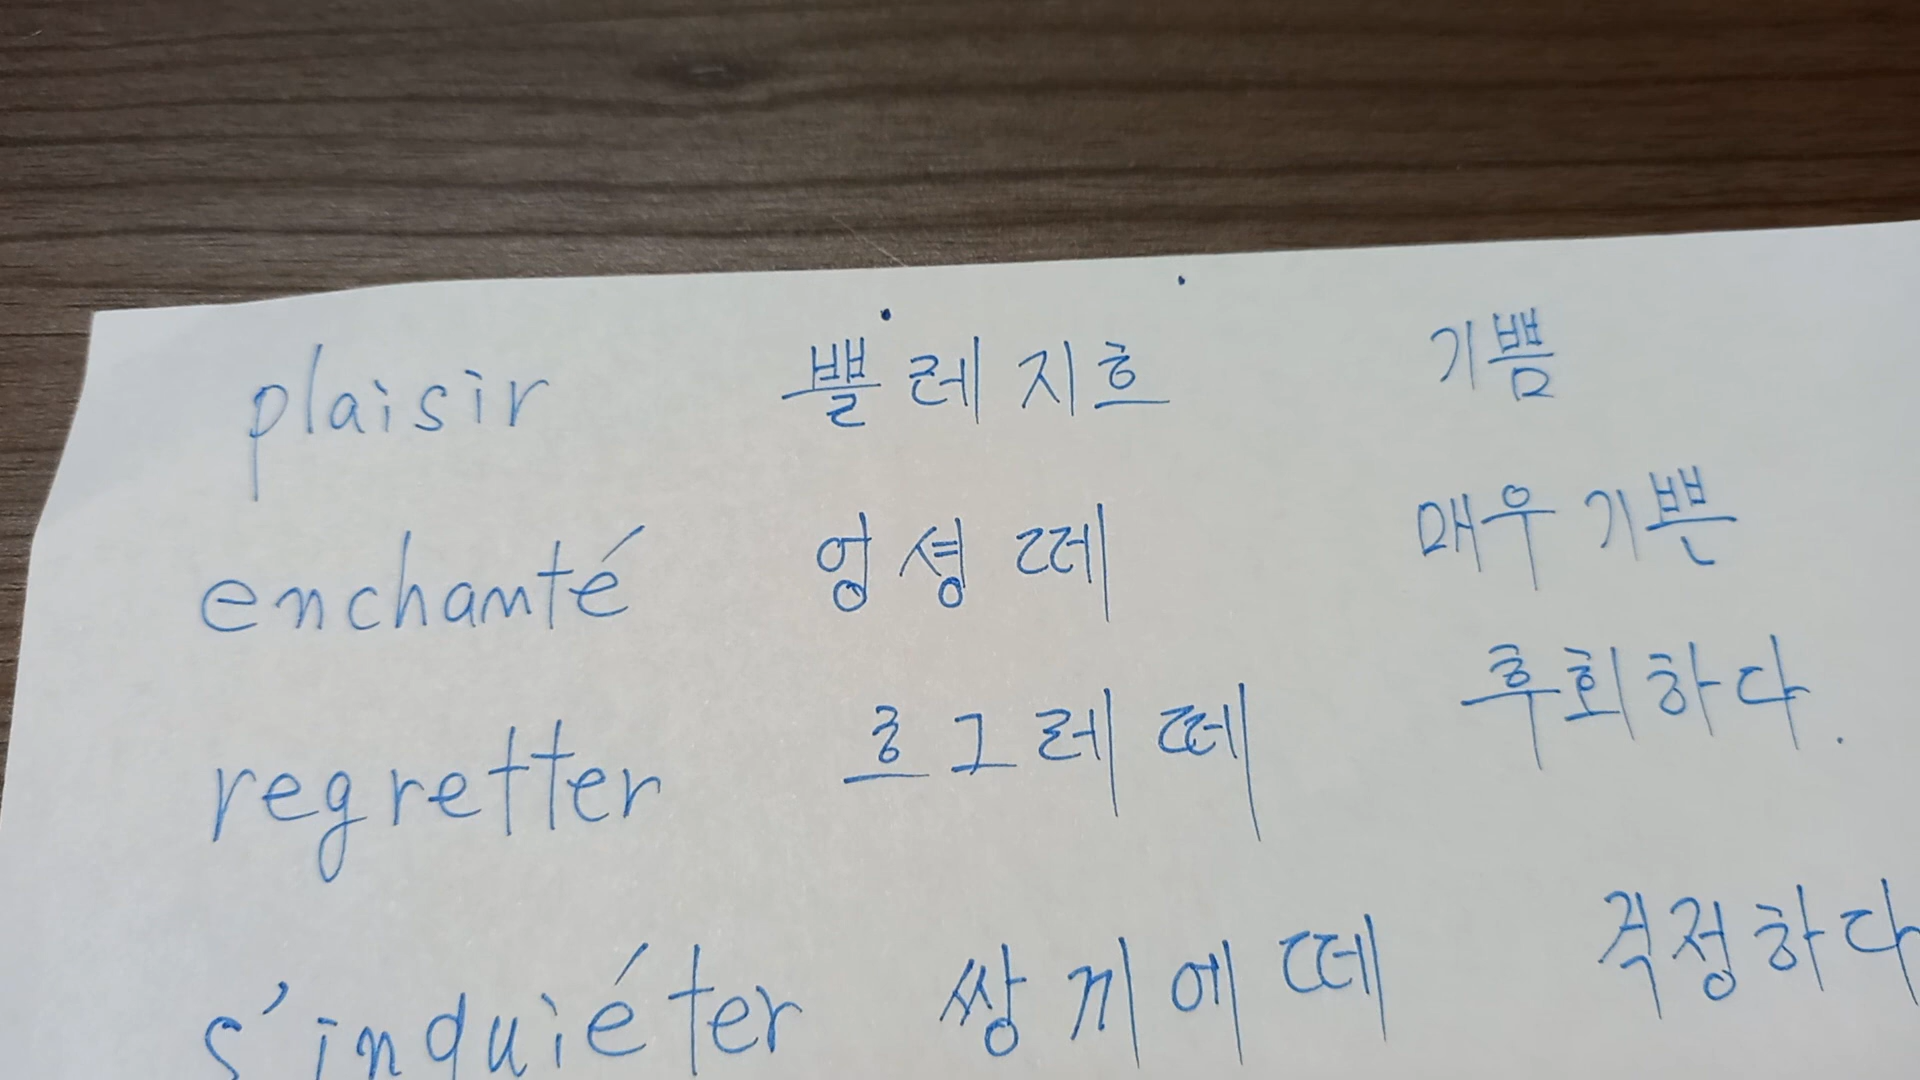 plaisir 쁠레지흐 기쁨
enchanté 엉셩떼 매우 기쁜
regretter 흐그레떼 후회하다.
s'inquiéter 쌍끼에떼 걱정하다